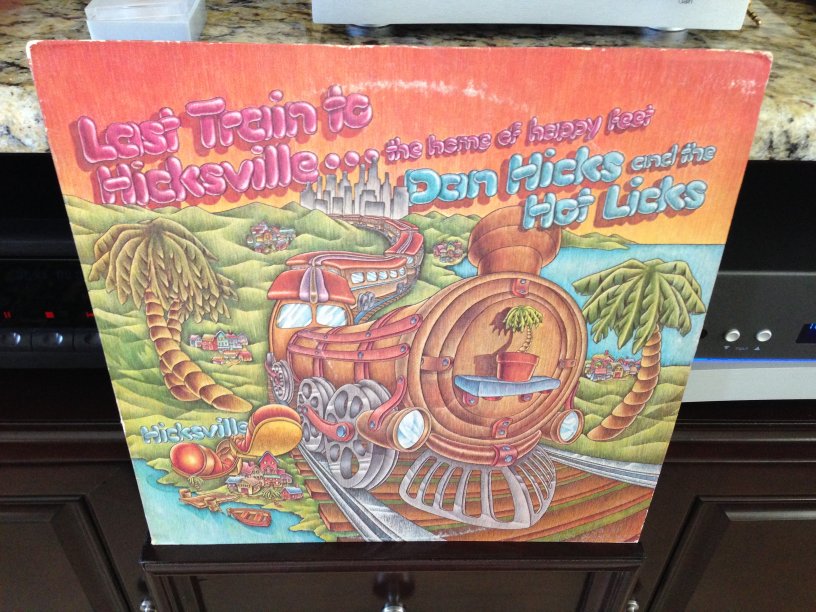 Last Train to
Hicksville...the home of happy feet
Dan Hicks and the
Hot Licks
Hicksville